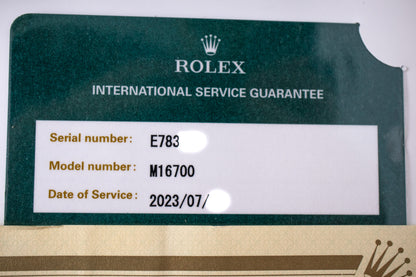 ROLEX
INTERNATIONAL SERVICE GUARANTEE
Serial number: E783
Model number: M16700
Date of Service: 2023/07/